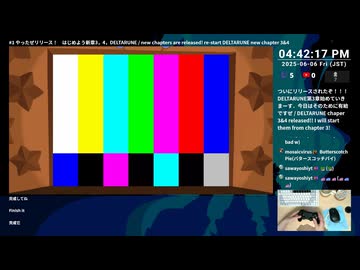 #1 やったぜリリース！ はじめよう新章3，4，DELTARUNE / new chapters are released! re-start DELTARUNE new chapter 3&4
04:42:17 PM
2025-06-06 Fri (JST)
5
0
ついにリリースされたぞ！！！
DELTARUNE第3章始めていき
まーす。今日はそのために有給
ですぜ / DELTARUNE chaper
3&4 released!! I will start
them from chapter 3!
bad w)
mosaicvirus
Butterscotch
Pie(バタースコッチパイ)
sawayoshiyt
sawayoshiyt
完成してね
Finish it
完成だ